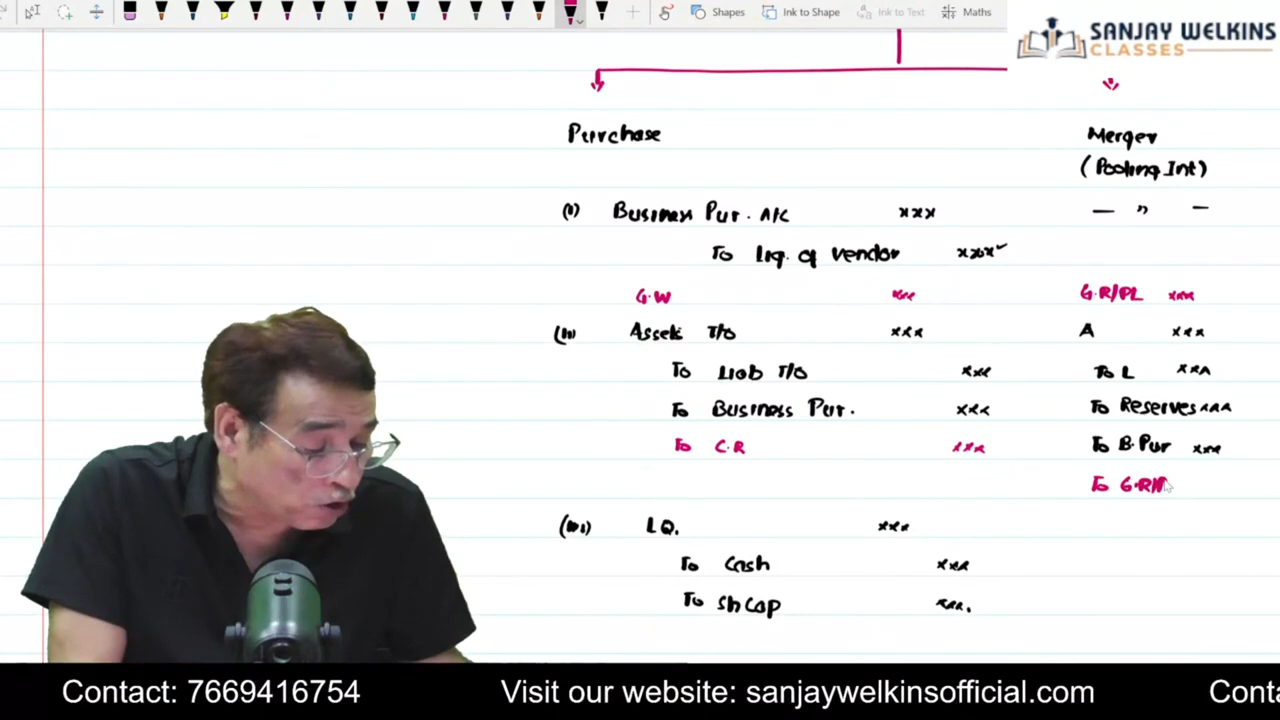 Shapes Ink to Shape Ink to Text Maths
SANJAY WELKINS
CLASSES
Purchase
Merger
(Pooling Int)
(i) Business Pur. A/c xxx — " —
To Liq. of vendor xxx
G.W xxx G.R/PL xxx
(ii) Assets T/o xxx A xxx
To Liab T/o xxx To L xxx
To Business Pur. xxx To Reserves xxx
To C.R xxx To B.Pur xxx
To G.R/
(iii) LQ. xxx
To Cash xxx
To Sh Cap xxx.
Contact: 7669416754 Visit our website: sanjaywelkinsofficial.com Conta